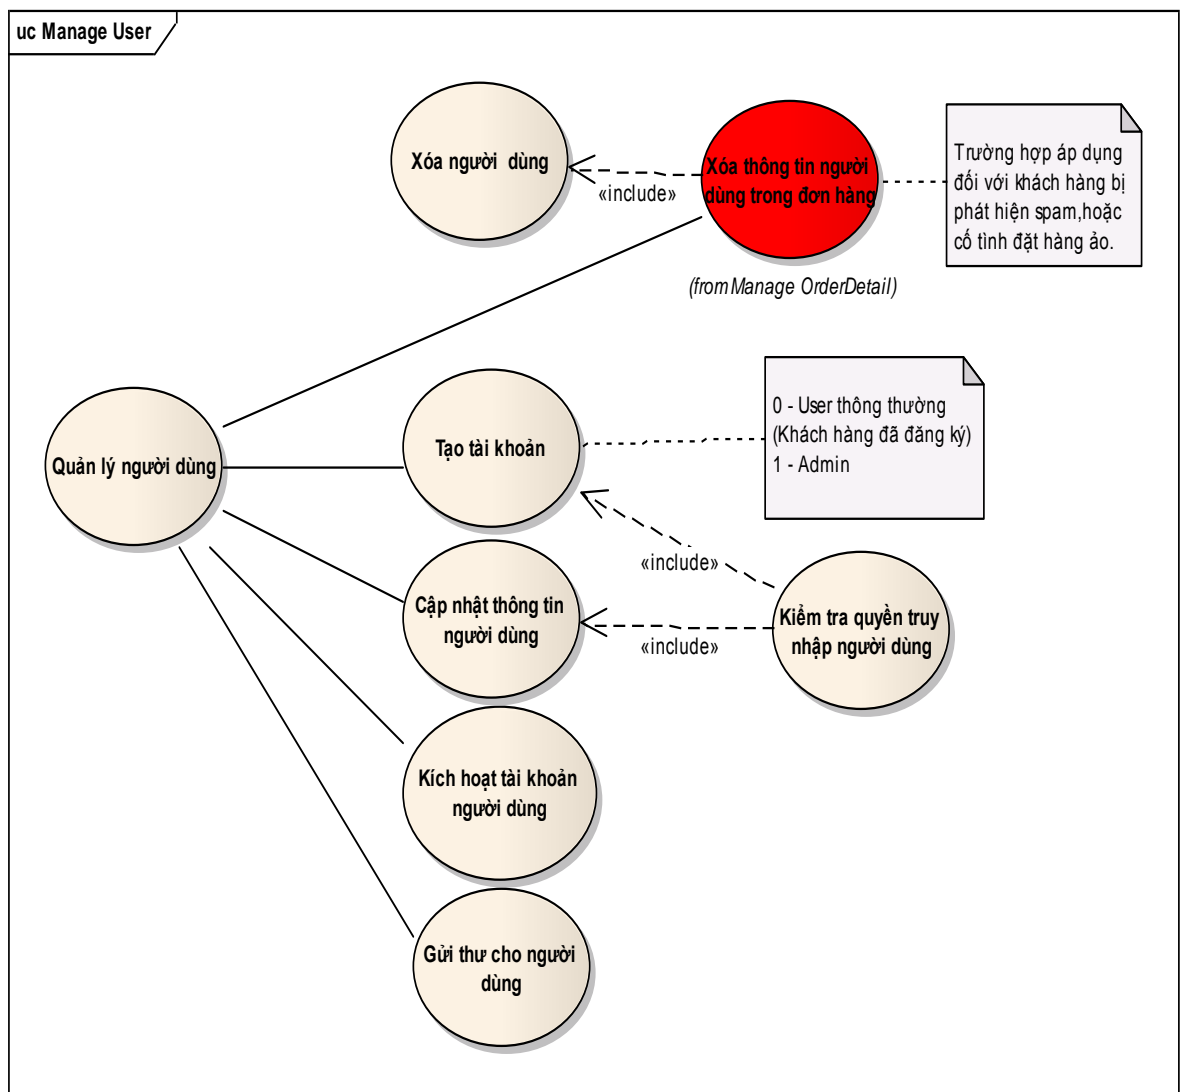 uc Manage User
Xóa người dùng
«include»
Xóa thông tin người
dùng trong đơn hàng
(from Manage OrderDetail)
Trường hợp áp dụng
đối với khách hàng bị
phát hiện spam,hoặc
cố tình đặt hàng ảo.
Quản lý người dùng
Tạo tài khoản
0 - User thông thường
(Khách hàng đã đăng ký)
1 - Admin
«include»
Cập nhật thông tin
người dùng
«include»
Kiểm tra quyền truy
nhập người dùng
Kích hoạt tài khoản
người dùng
Gửi thư cho người
dùng